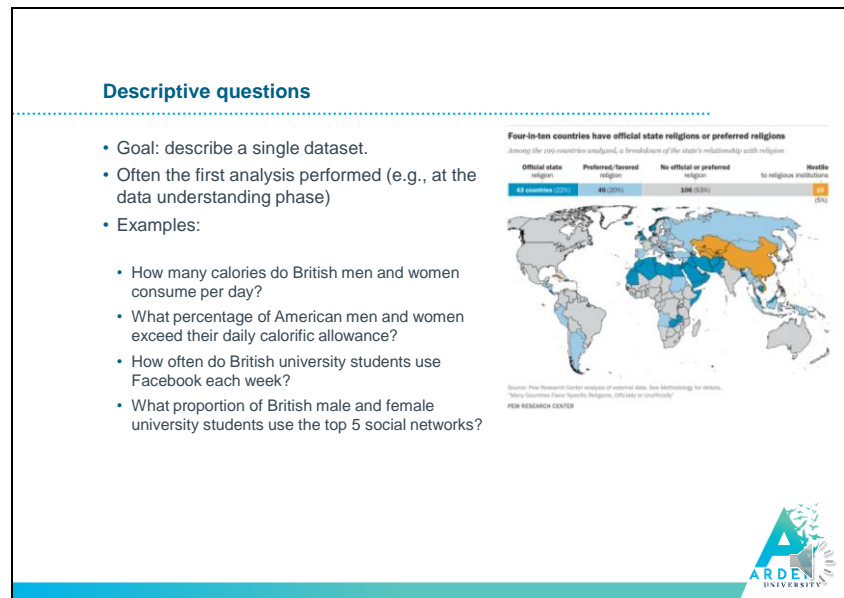 Descriptive questions
• Goal: describe a single dataset.
• Often the first analysis performed (e.g., at the
data understanding phase)
• Examples:
• How many calories do British men and women
consume per day?
• What percentage of American men and women
exceed their daily calorific allowance?
• How often do British university students use
Facebook each week?
• What proportion of British male and female
university students use the top 5 social networks?
Four-in-ten countries have official state religions or preferred religions
Among the 199 countries analyzed, a breakdown of the state's relationship with religion
Official state religion
Preferred/favored religion
No official or preferred religion
Hostile to religious institutions
43 countries (22%)
40 (20%)
106 (53%)
10
(5%)
Source: Pew Research Center analysis of external data. See Methodology for details.
"Many Countries Favor Specific Religions, Officially or Unofficially"
PEW RESEARCH CENTER
ARDE
UNIVERSITY